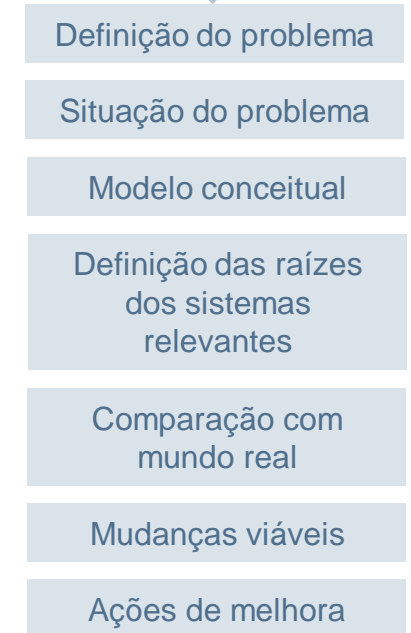 Definição do problema
Situação do problema
Modelo conceitual
Definição das raízes
dos sistemas
relevantes
Comparação com
mundo real
Mudanças viáveis
Ações de melhora